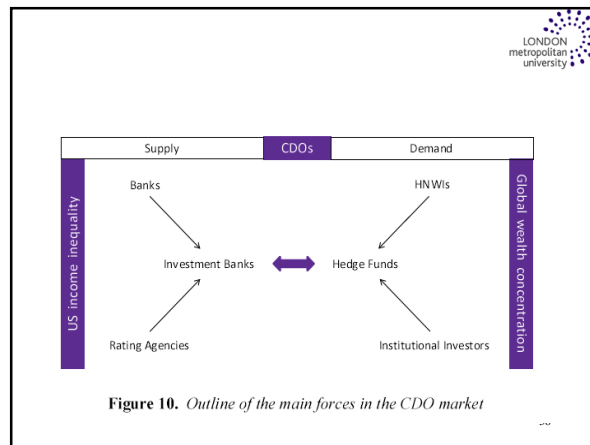 LONDON
metropolitan
university
Supply
CDOs
Demand
US income inequality
Global wealth concentration
Banks
HNWIs
Investment Banks
Hedge Funds
Rating Agencies
Institutional Investors
Figure 10. Outline of the main forces in the CDO market